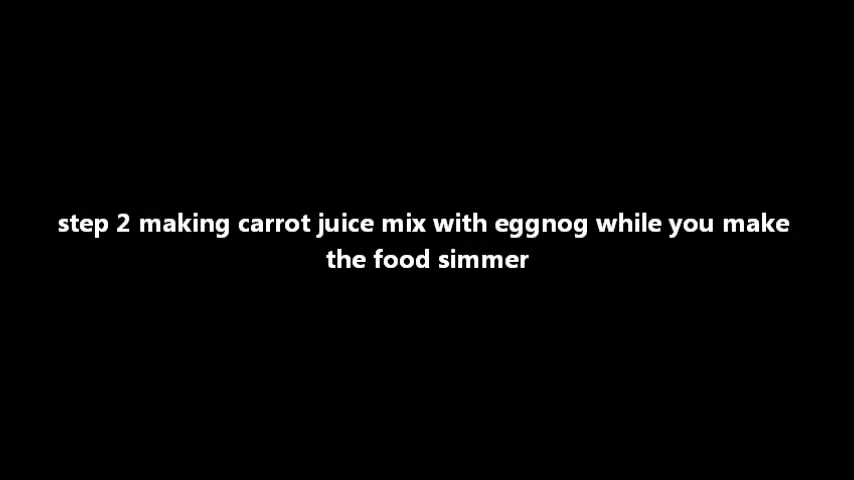 step 2 making carrot juice mix with eggnog while you make
the food simmer